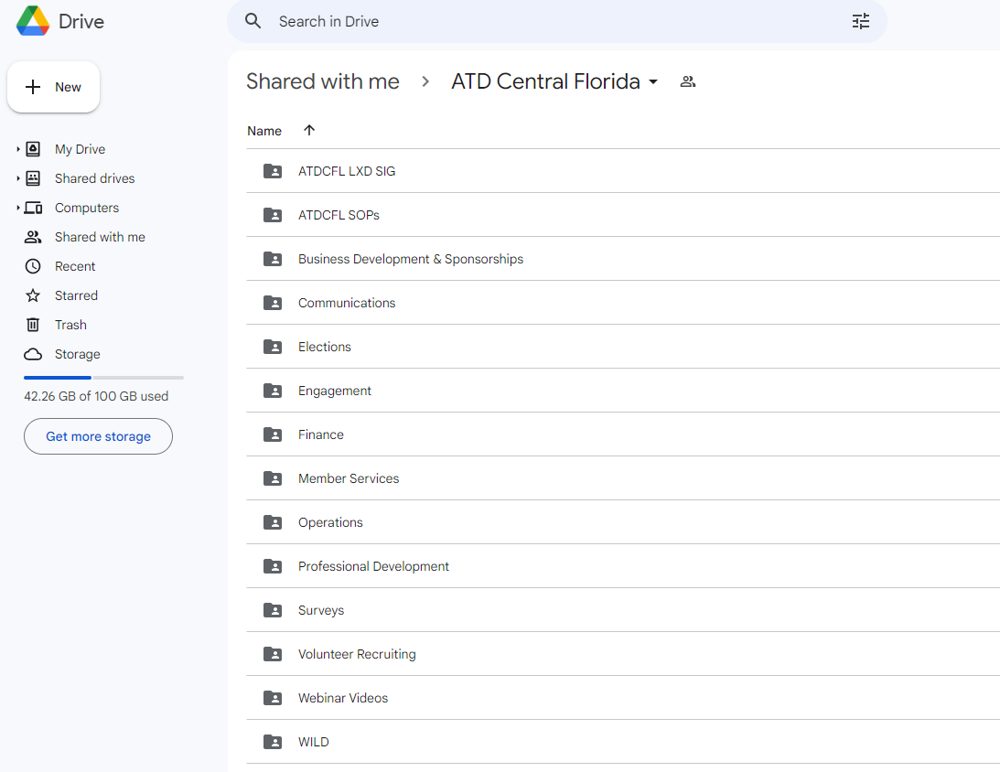 Drive
Search in Drive
New
My Drive
Shared drives
Computers
Shared with me
Recent
Starred
Trash
Storage
42.26 GB of 100 GB used
Get more storage
Shared with me
ATD Central Florida
Name
ATDCFL LXD SIG
ATDCFL SOPs
Business Development & Sponsorships
Communications
Elections
Engagement
Finance
Member Services
Operations
Professional Development
Surveys
Volunteer Recruiting
Webinar Videos
WILD